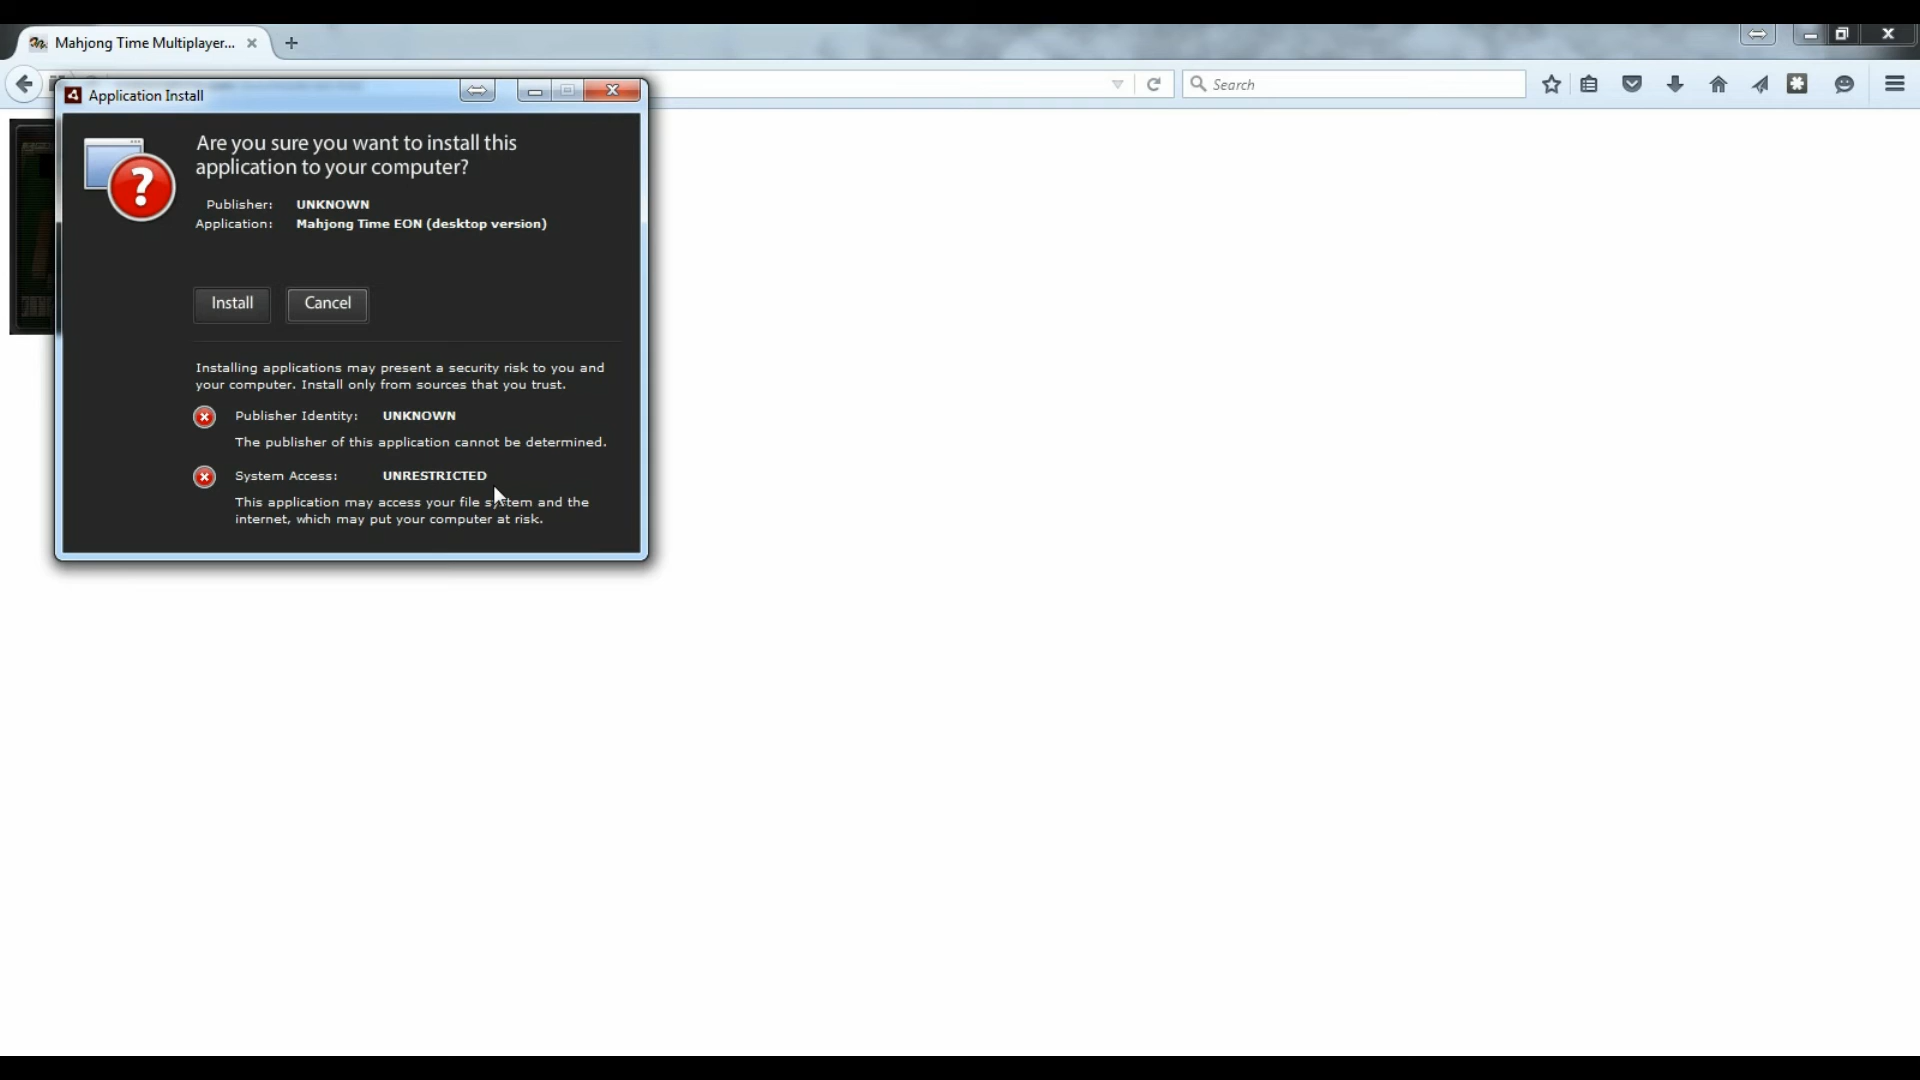 Mahjong Time Multiplayer...
Search
Application Install
Are you sure you want to install this
application to your computer?
Publisher: UNKNOWN
Application: Mahjong Time EON (desktop version)
Install Cancel
Installing applications may present a security risk to you and
your computer. Install only from sources that you trust.
Publisher Identity: UNKNOWN
The publisher of this application cannot be determined.
System Access: UNRESTRICTED
This application may access your file system and the
internet, which may put your computer at risk.